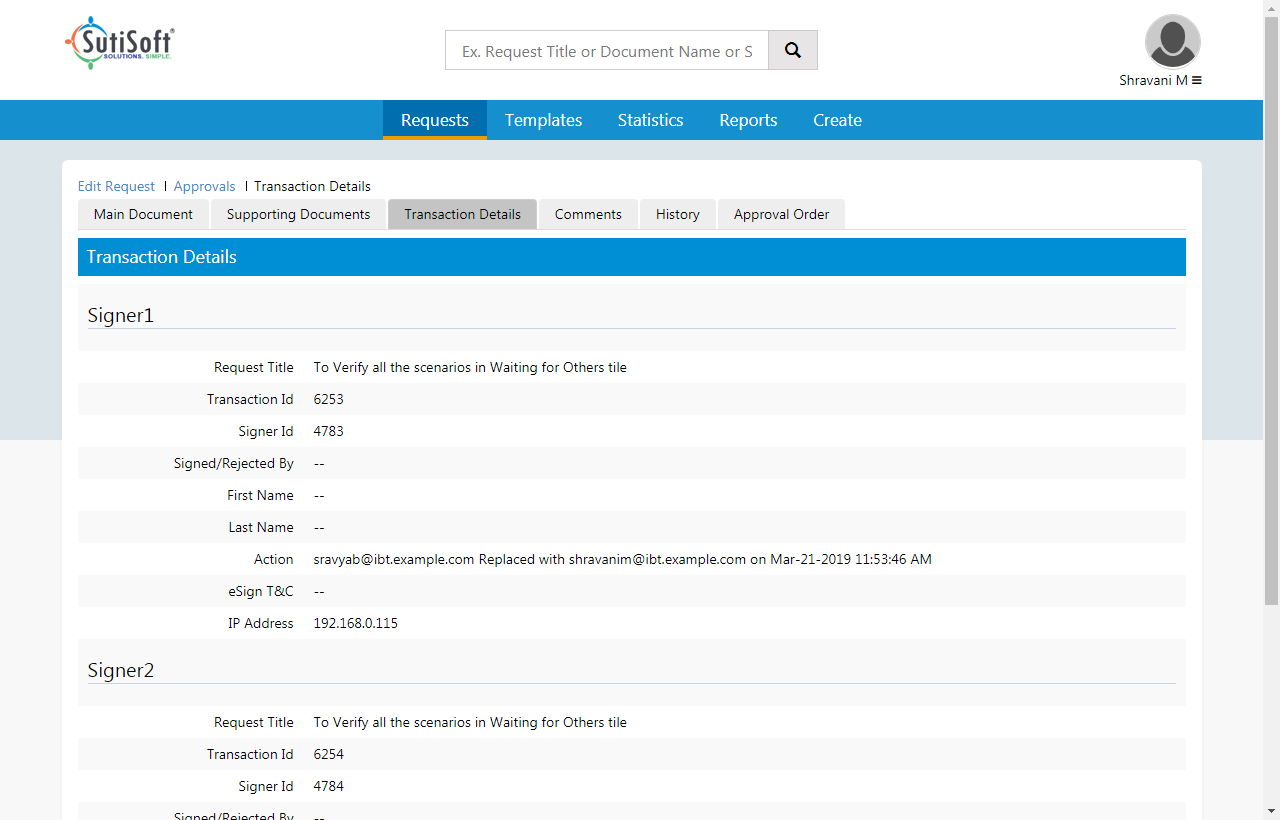 SutiSoft®
SOLUTIONS. SIMPLE.
Ex. Request Title or Document Name or S
Shravani M
Requests Templates Statistics Reports Create
Edit Request | Approvals | Transaction Details
Main Document Supporting Documents Transaction Details Comments History Approval Order
Transaction Details
Signer1
Request Title To Verify all the scenarios in Waiting for Others tile
Transaction Id 6253
Signer Id 4783
Signed/Rejected By --
First Name --
Last Name --
Action sravyab@ibt.example.com Replaced with shravanim@ibt.example.com on Mar-21-2019 11:53:46 AM
eSign T&C --
IP Address 192.168.0.115
Signer2
Request Title To Verify all the scenarios in Waiting for Others tile
Transaction Id 6254
Signer Id 4784
Signed/Rejected By --